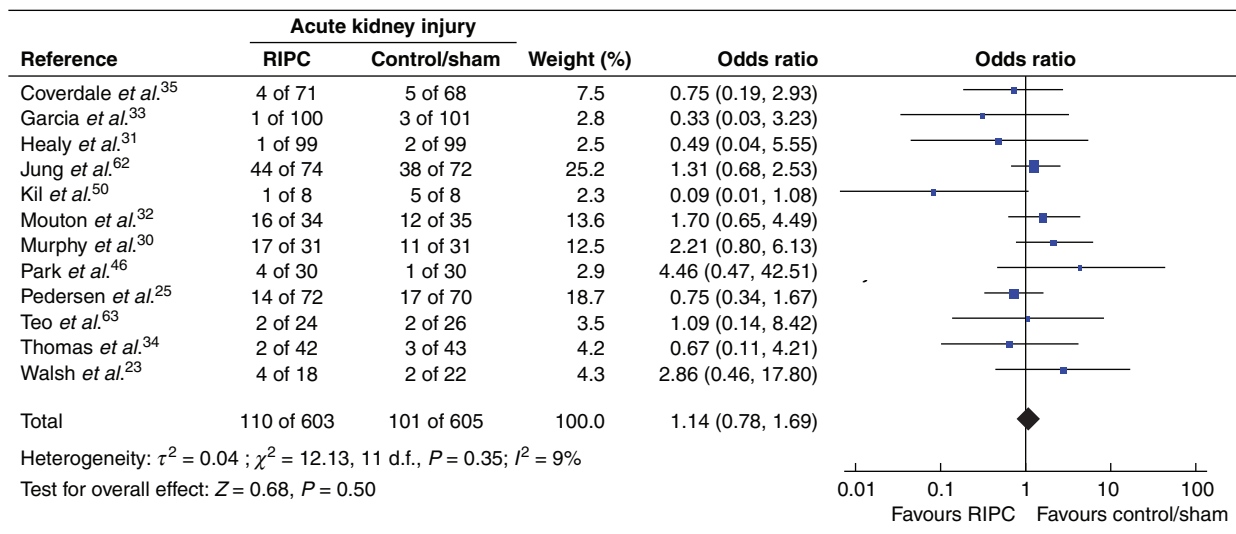 Acute kidney injury
Reference RIPC Control/sham Weight (%) Odds ratio Odds ratio
Coverdale et al.35 4 of 71 5 of 68 7.5 0.75 (0.19, 2.93)
Garcia et al.33 1 of 100 3 of 101 2.8 0.33 (0.03, 3.23)
Healy et al.31 1 of 99 2 of 99 2.5 0.49 (0.04, 5.55)
Jung et al.62 44 of 74 38 of 72 25.2 1.31 (0.68, 2.53)
Kil et al.50 1 of 8 5 of 8 2.3 0.09 (0.01, 1.08)
Mouton et al.32 16 of 34 12 of 35 13.6 1.70 (0.65, 4.49)
Murphy et al.30 17 of 31 11 of 31 12.5 2.21 (0.80, 6.13)
Park et al.46 4 of 30 1 of 30 2.9 4.46 (0.47, 42.51)
Pedersen et al.25 14 of 72 17 of 70 18.7 0.75 (0.34, 1.67)
Teo et al.63 2 of 24 2 of 26 3.5 1.09 (0.14, 8.42)
Thomas et al.34 2 of 42 3 of 43 4.2 0.67 (0.11, 4.21)
Walsh et al.23 4 of 18 2 of 22 4.3 2.86 (0.46, 17.80)
Total 110 of 603 101 of 605 100.0 1.14 (0.78, 1.69)
Heterogeneity: τ2 = 0.04 ; χ2 = 12.13, 11 d.f., P = 0.35; I2 = 9%
Test for overall effect: Z = 0.68, P = 0.50
0.01 0.1 1 10 100
Favours RIPC Favours control/sham